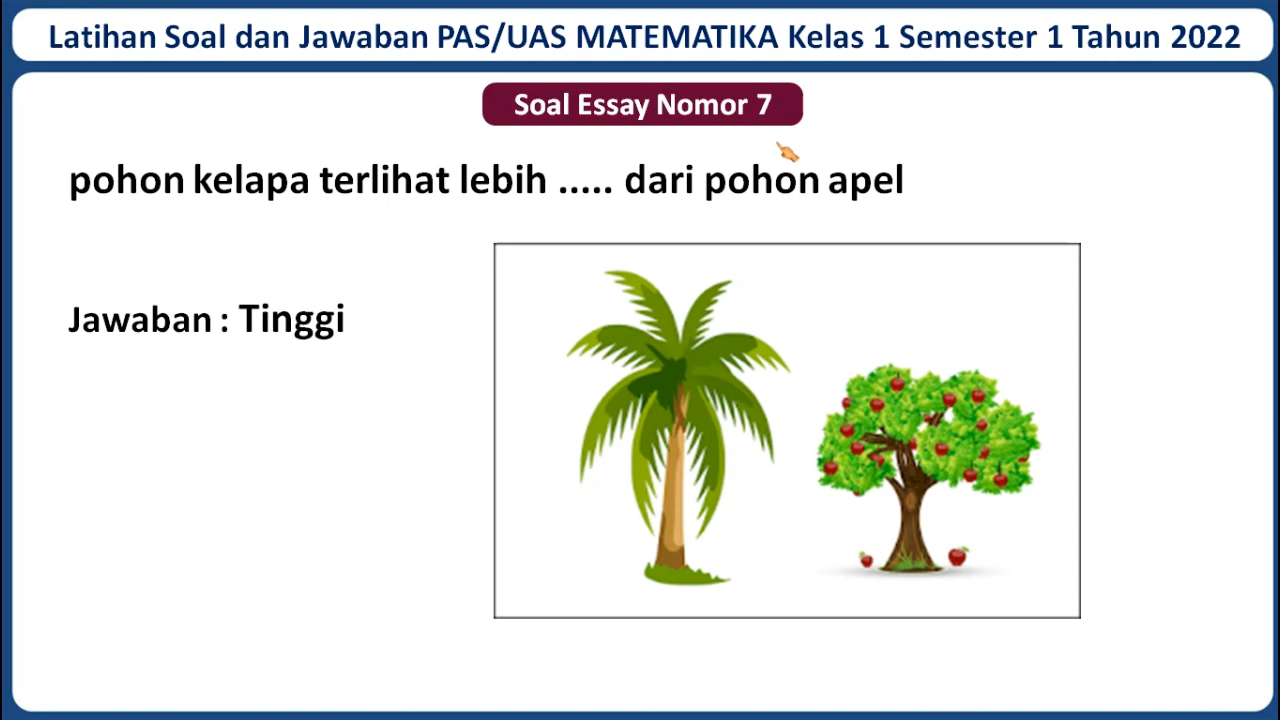 Latihan Soal dan Jawaban PAS/UAS MATEMATIKA Kelas 1 Semester 1 Tahun 2022
Soal Essay Nomor 7
pohon kelapa terlihat lebih ..... dari pohon apel
Jawaban : Tinggi